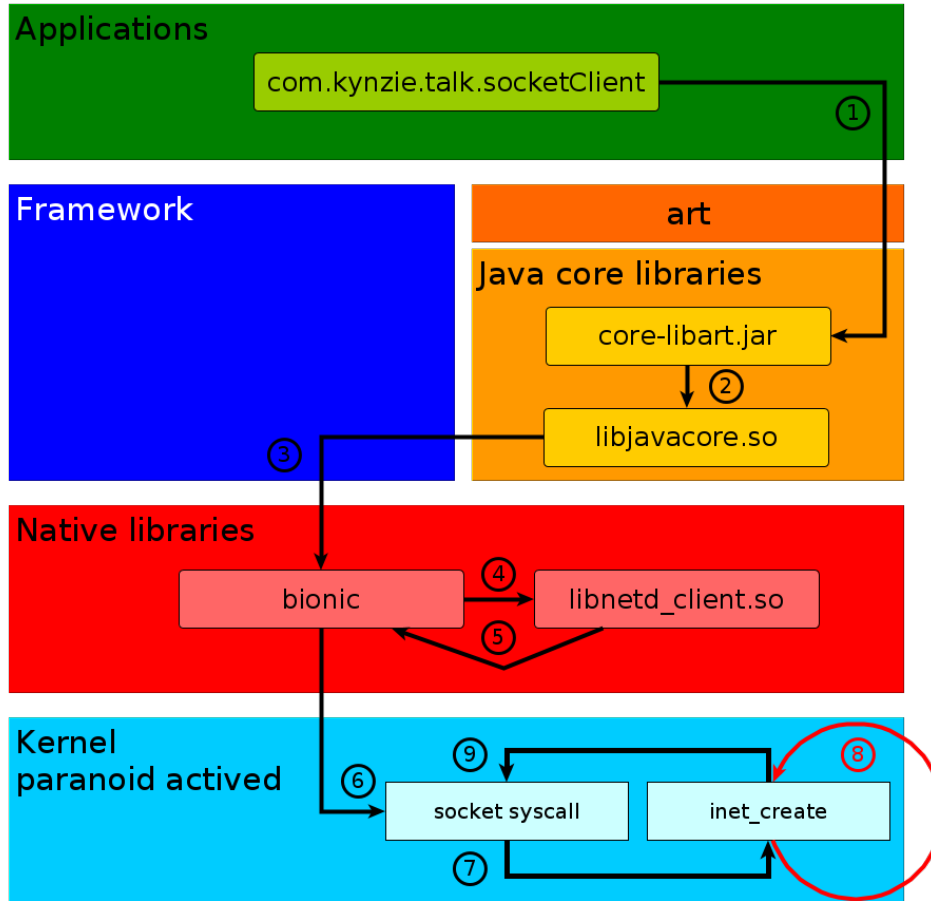 Applications
com.kynzie.talk.socketClient
1
Framework
art
Java core libraries
core-libart.jar
2
libjavacore.so
3
Native libraries
bionic
4
libnetd_client.so
5
Kernel
paranoid actived
9
8
6
socket syscall
inet_create
7